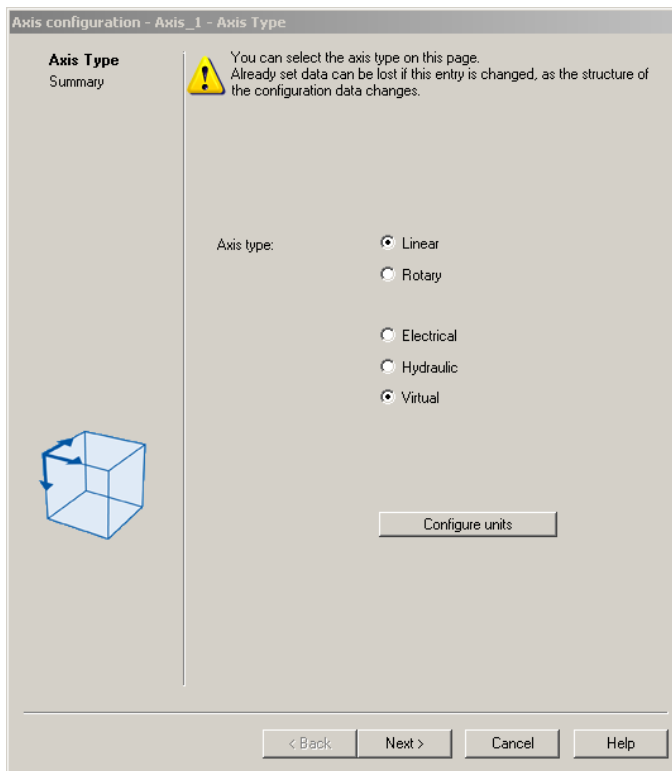 Axis configuration - Axis_1 - Axis Type
Axis Type
Summary
You can select the axis type on this page.
Already set data can be lost if this entry is changed, as the structure of
the configuration data changes.
Axis type:
Linear
Rotary
Electrical
Hydraulic
Virtual
Configure units
< Back
Next >
Cancel
Help